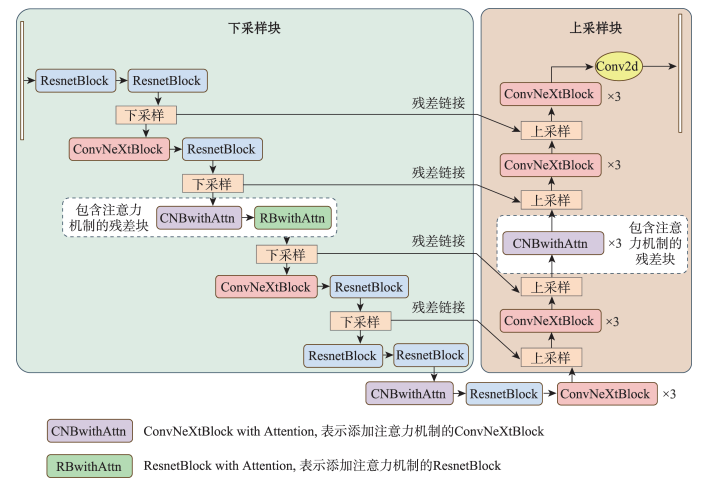 下采样块
上采样块
Conv2d
ResnetBlock
ResnetBlock
残差链接
ConvNeXtBlock
×3
下采样
上采样
ConvNeXtBlock
ResnetBlock
ConvNeXtBlock
×3
下采样
残差链接
上采样
包含注意力
机制的残差块
CNBwithAttn
RBwithAttn
CNBwithAttn
×3
包含注意
力机制的
残差块
下采样
残差链接
上采样
ConvNeXtBlock
ResnetBlock
残差链接
ConvNeXtBlock
×3
下采样
上采样
ResnetBlock
ResnetBlock
CNBwithAttn
ResnetBlock
ConvNeXtBlock
×3
CNBwithAttn
ConvNeXtBlock with Attention, 表示添加注意力机制的ConvNeXtBlock
RBwithAttn
ResnetBlock with Attention, 表示添加注意力机制的ResnetBlock